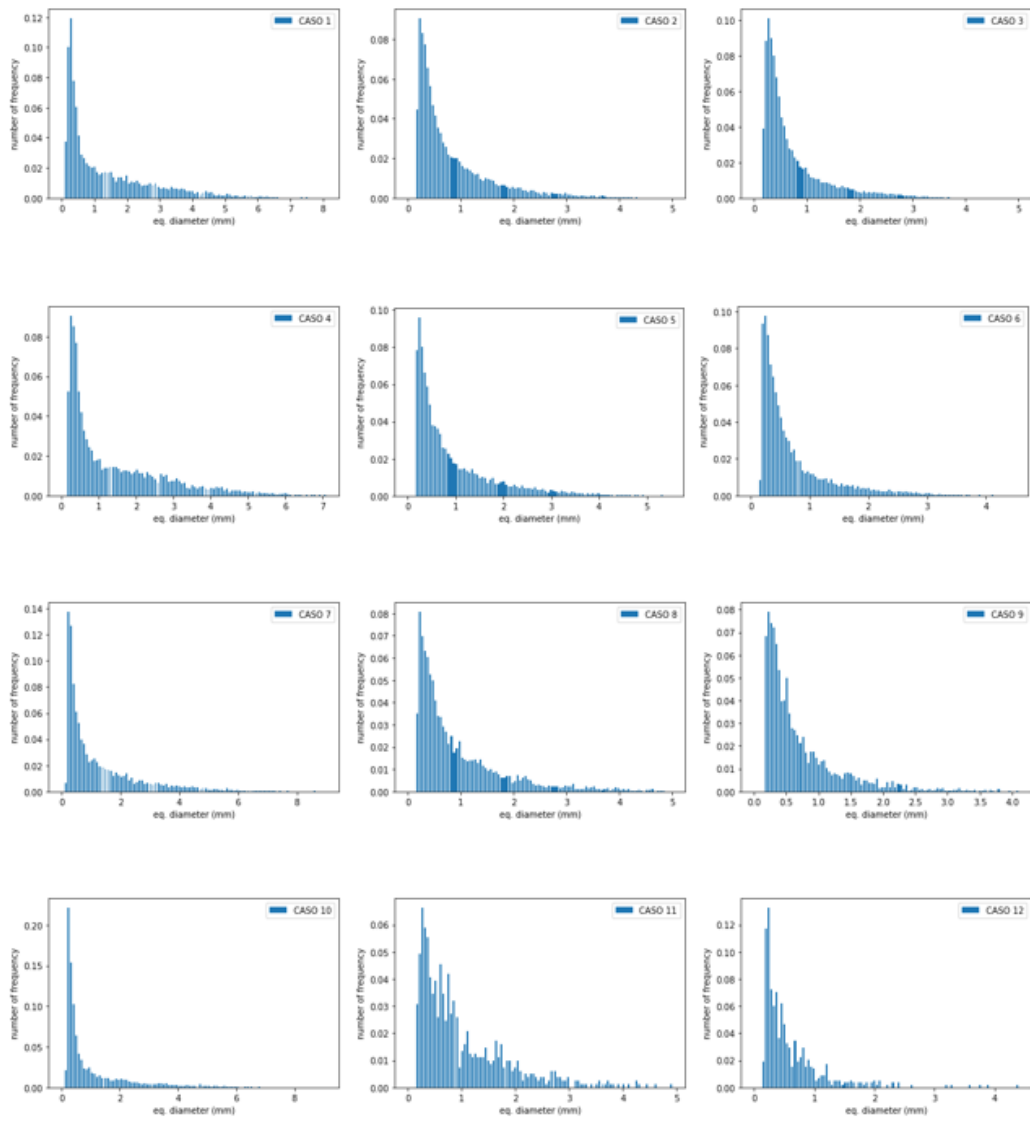 CASO 1
number of frequency
0.12
0.10
0.08
0.06
0.04
0.02
0.00
0 1 2 3 4 5 6 7 8
eq. diameter (mm)
CASO 2
number of frequency
0.08
0.06
0.04
0.02
0.00
0 1 2 3 4 5
eq. diameter (mm)
CASO 3
number of frequency
0.10
0.08
0.06
0.04
0.02
0.00
0 1 2 3 4 5
eq. diameter (mm)
CASO 4
number of frequency
0.08
0.06
0.04
0.02
0.00
0 1 2 3 4 5 6 7
eq. diameter (mm)
CASO 5
number of frequency
0.10
0.08
0.06
0.04
0.02
0.00
0 1 2 3 4 5
eq. diameter (mm)
CASO 6
number of frequency
0.10
0.08
0.06
0.04
0.02
0.00
0 1 2 3 4
eq. diameter (mm)
CASO 7
number of frequency
0.14
0.12
0.10
0.08
0.06
0.04
0.02
0.00
0 2 4 6 8
eq. diameter (mm)
CASO 8
number of frequency
0.08
0.07
0.06
0.05
0.04
0.03
0.02
0.01
0.00
0 1 2 3 4 5
eq. diameter (mm)
CASO 9
number of frequency
0.08
0.07
0.06
0.05
0.04
0.03
0.02
0.01
0.00
0.0 0.5 1.0 1.5 2.0 2.5 3.0 3.5 4.0
eq. diameter (mm)
CASO 10
number of frequency
0.20
0.15
0.10
0.05
0.00
0 2 4 6 8
eq. diameter (mm)
CASO 11
number of frequency
0.06
0.05
0.04
0.03
0.02
0.01
0.00
0 1 2 3 4 5
eq. diameter (mm)
CASO 12
number of frequency
0.12
0.10
0.08
0.06
0.04
0.02
0.00
0 1 2 3 4
eq. diameter (mm)